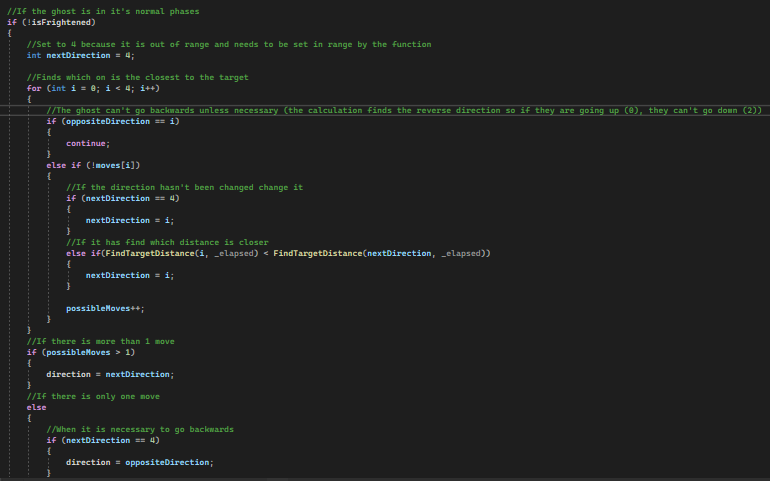 //If the ghost is in it's normal phases
if (!isFrightened)
{
//Set to 4 because it is out of range and needs to be set in range by the function
int nextDirection = 4;
//Finds which on is the closest to the target
for (int i = 0; i < 4; i++)
{
//The ghost can't go backwards unless necessary (the calculation finds the reverse direction so if they are going up (0), they can't go down (2))
if (oppositeDirection == i)
{
continue;
}
else if (!moves[i])
{
//If the direction hasn't been changed change it
if (nextDirection == 4)
{
nextDirection = i;
}
//If it has find which distance is closer
else if(FindTargetDistance(i, _elapsed) < FindTargetDistance(nextDirection, _elapsed))
{
nextDirection = i;
}
possibleMoves++;
}
}
//If there is more than 1 move
if (possibleMoves > 1)
{
direction = nextDirection;
}
//If there is only one move
else
{
//When it is necessary to go backwards
if (nextDirection == 4)
{
direction = oppositeDirection;
}